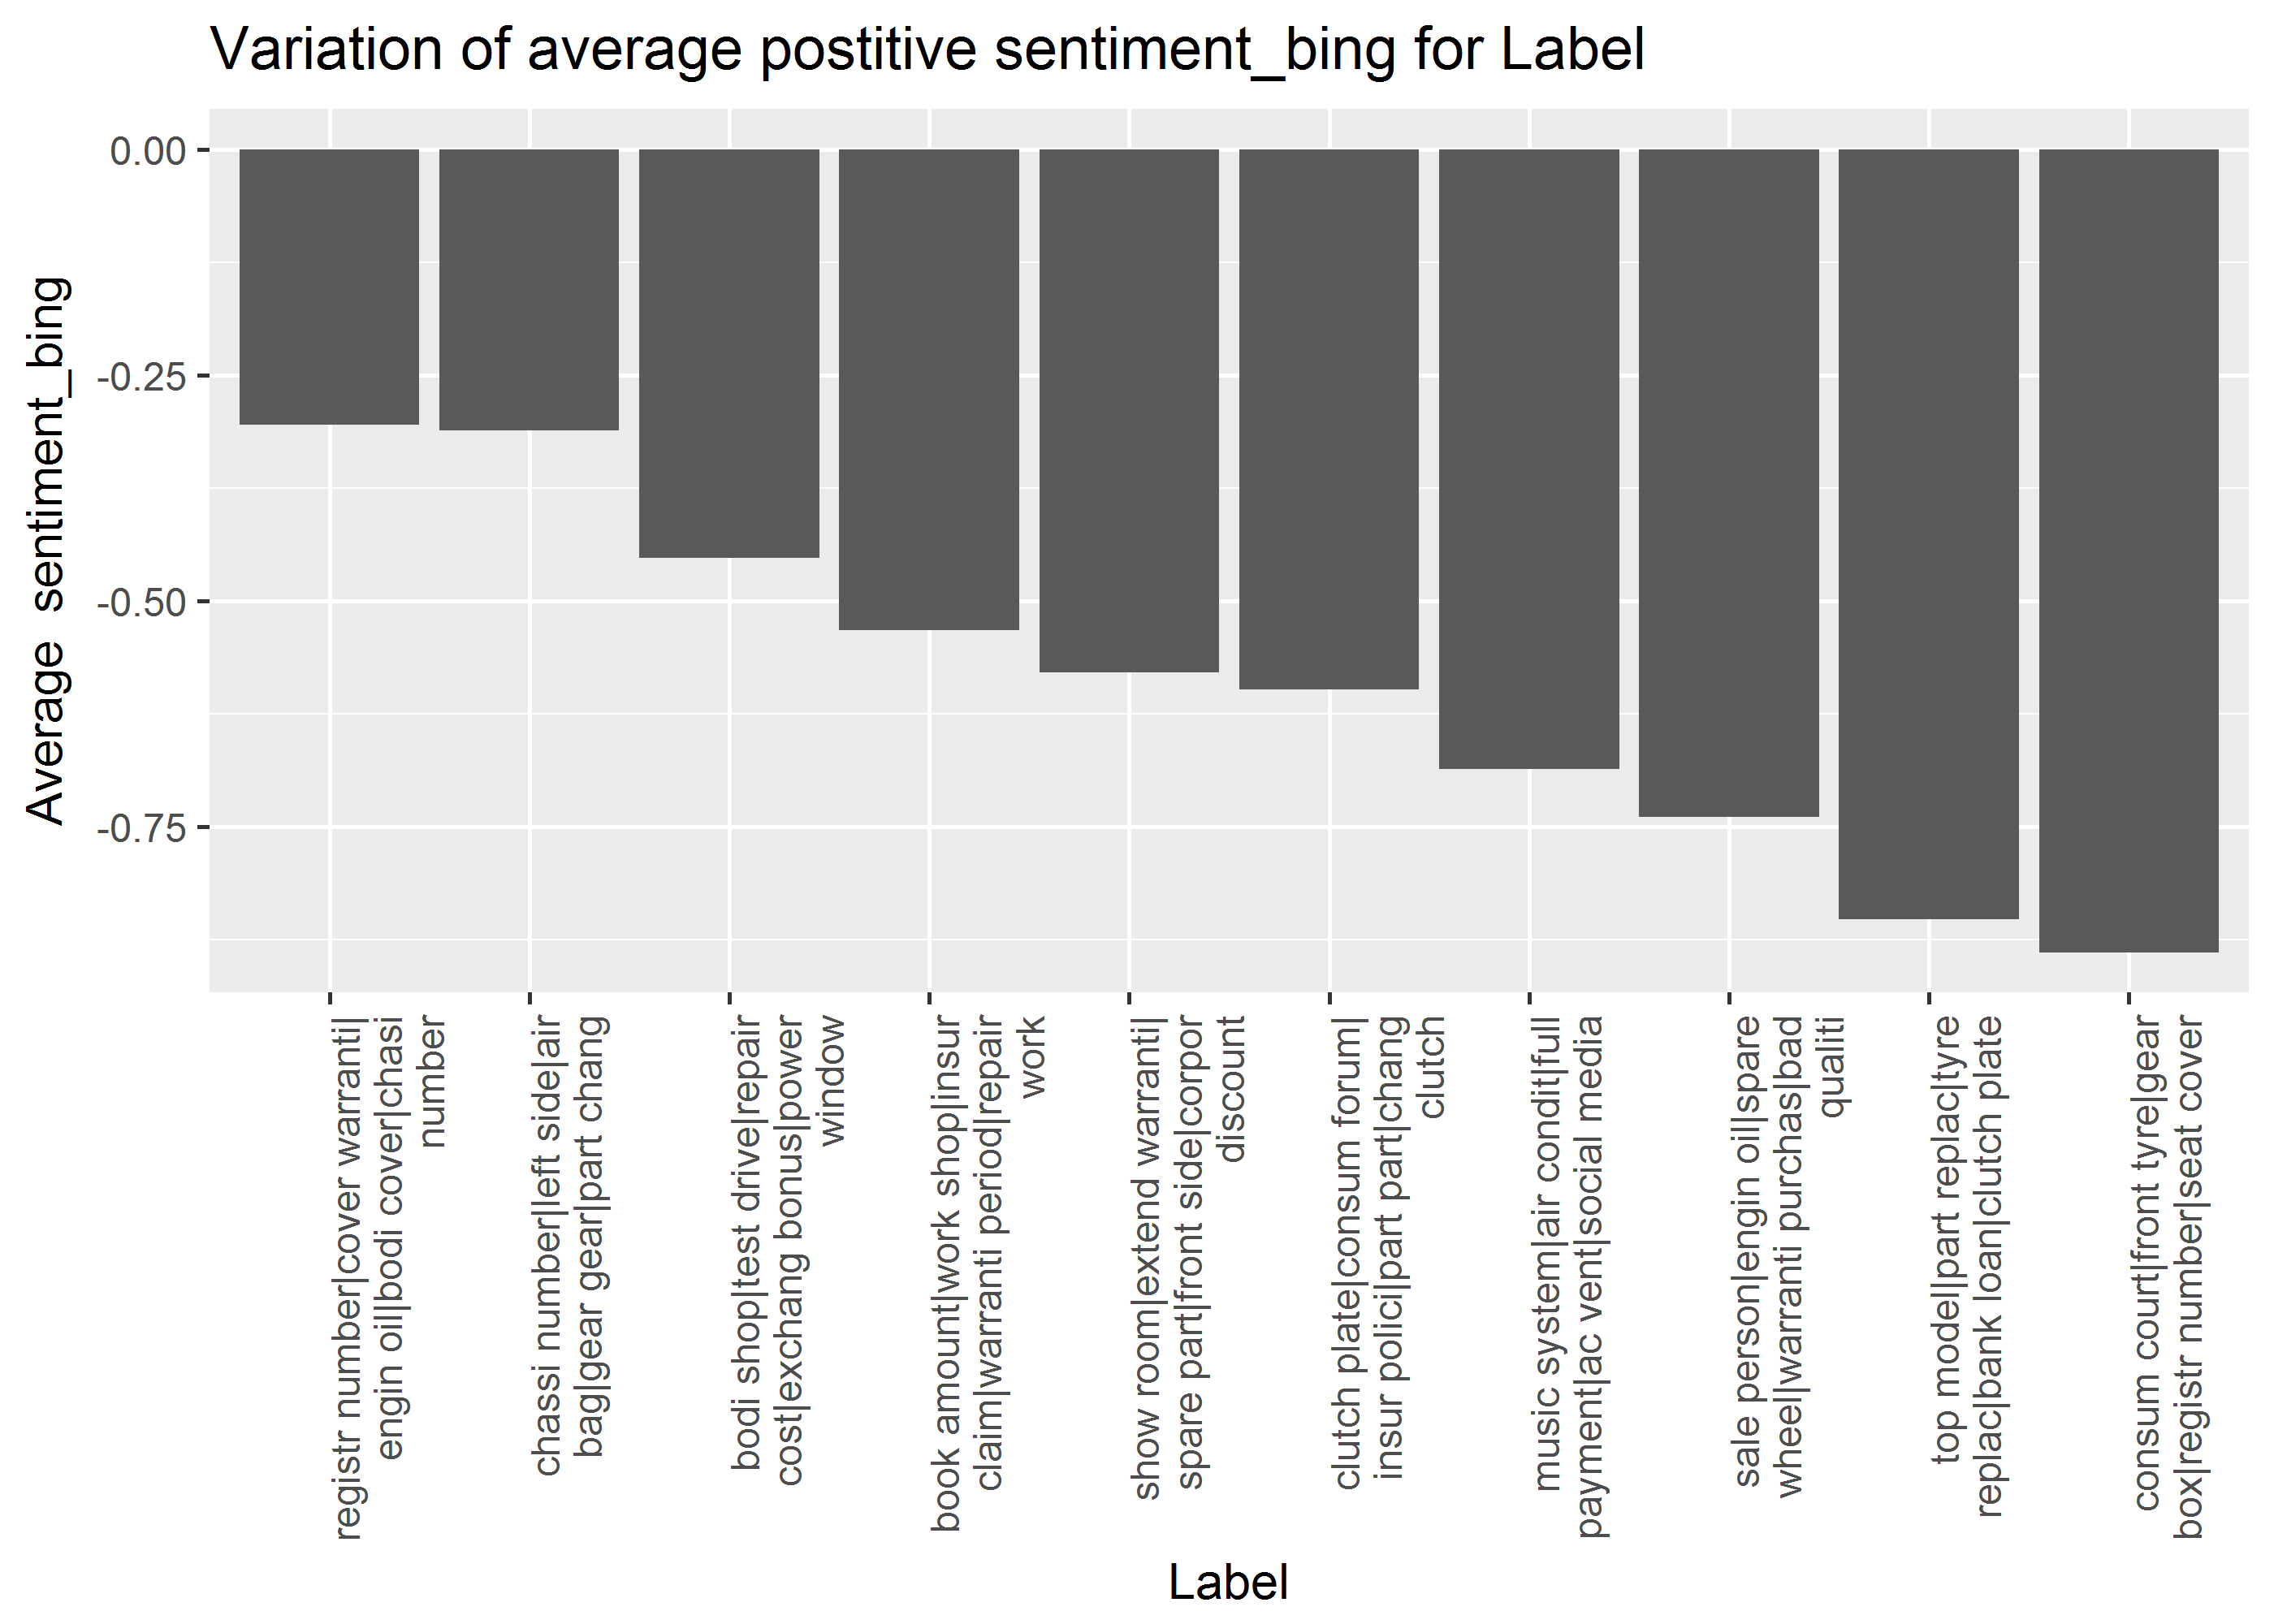 Variation of average postitive sentiment_bing for Label
Average  sentiment_bing
0.00
-0.25
-0.50
-0.75
registr number|cover warranti|
engin oil|bodi cover|chasi
number
chassi number|left side|air
bag|gear gear|part chang
bodi shop|test drive|repair
cost|exchang bonus|power
window
book amount|work shop|insur
claim|warranti period|repair
work
show room|extend warranti|
spare part|front side|corpor
discount
clutch plate|consum forum|
insur polici|part part|chang
clutch
music system|air condit|full
payment|ac vent|social media
sale person|engin oil|spare
wheel|warranti purchas|bad
qualiti
top model|part replac|tyre
replac|bank loan|clutch plate
consum court|front tyre|gear
box|registr number|seat cover
Label